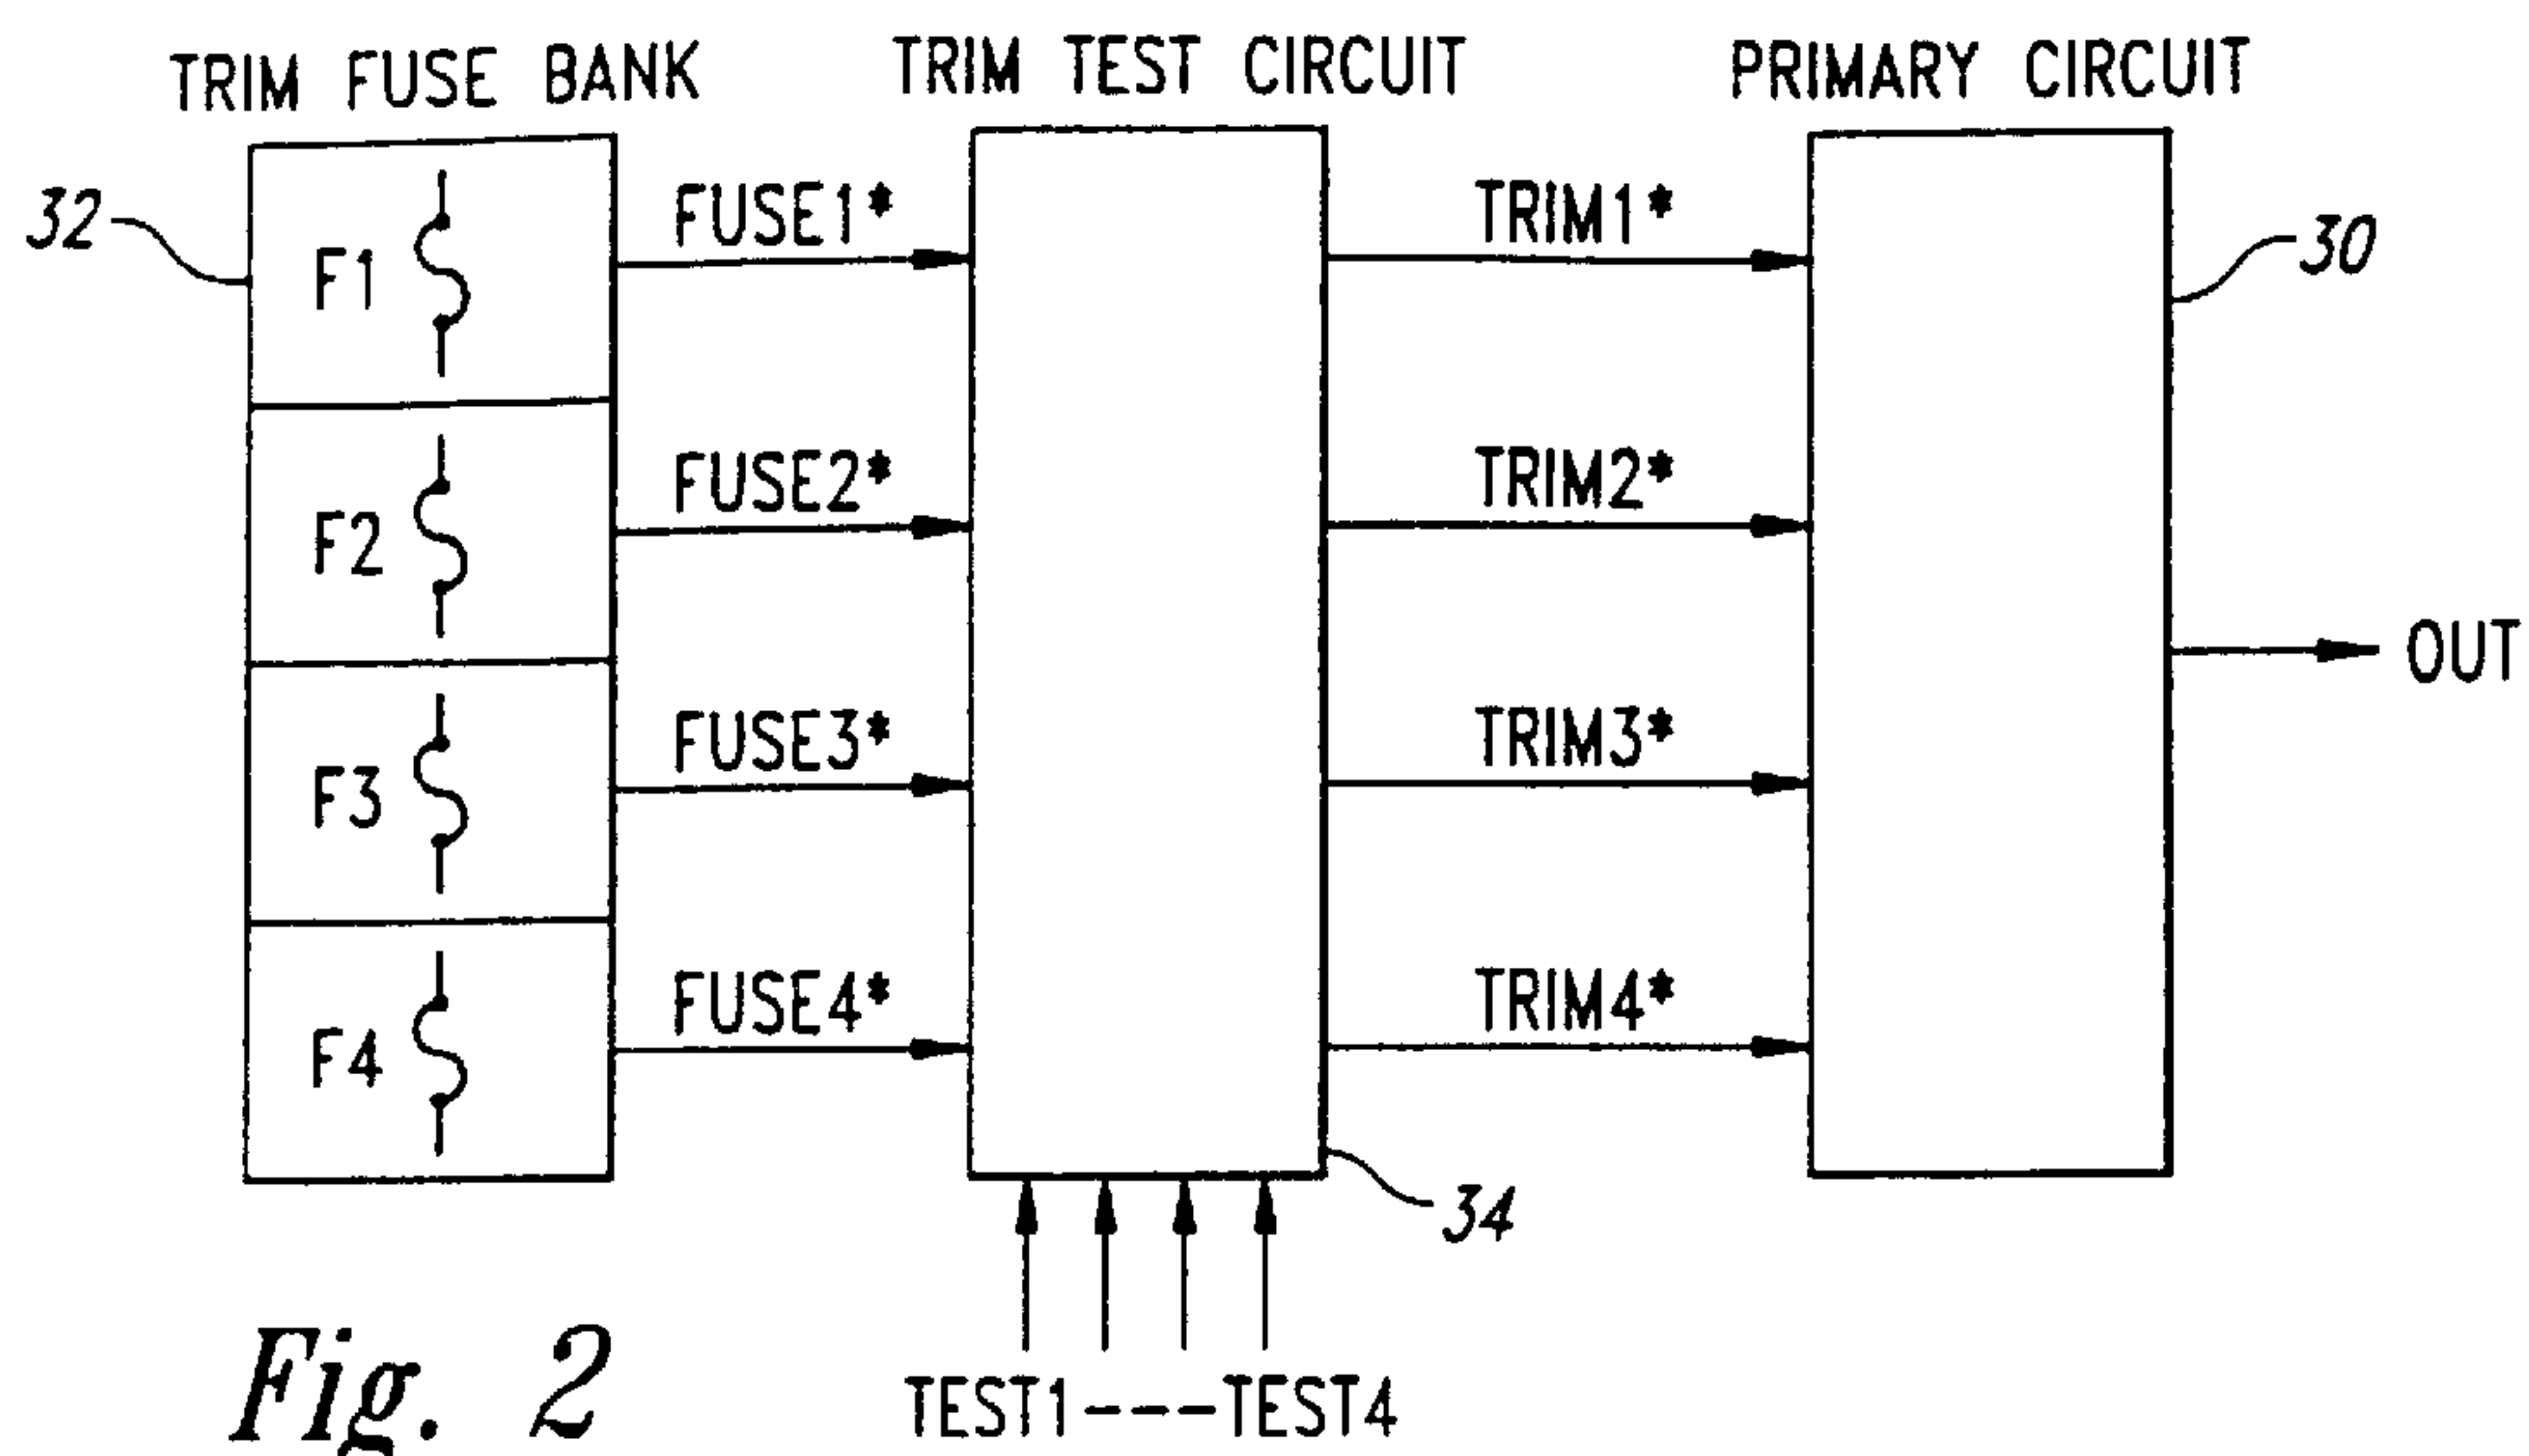 TRIM FUSE BANK
TRIM TEST CIRCUIT
PRIMARY CIRCUIT
32
F1
FUSE1*
TRIM1*
30
F2
FUSE2*
TRIM2*
OUT
F3
FUSE3*
TRIM3*
F4
FUSE4*
TRIM4*
34
TEST1---TEST4
Fig. 2